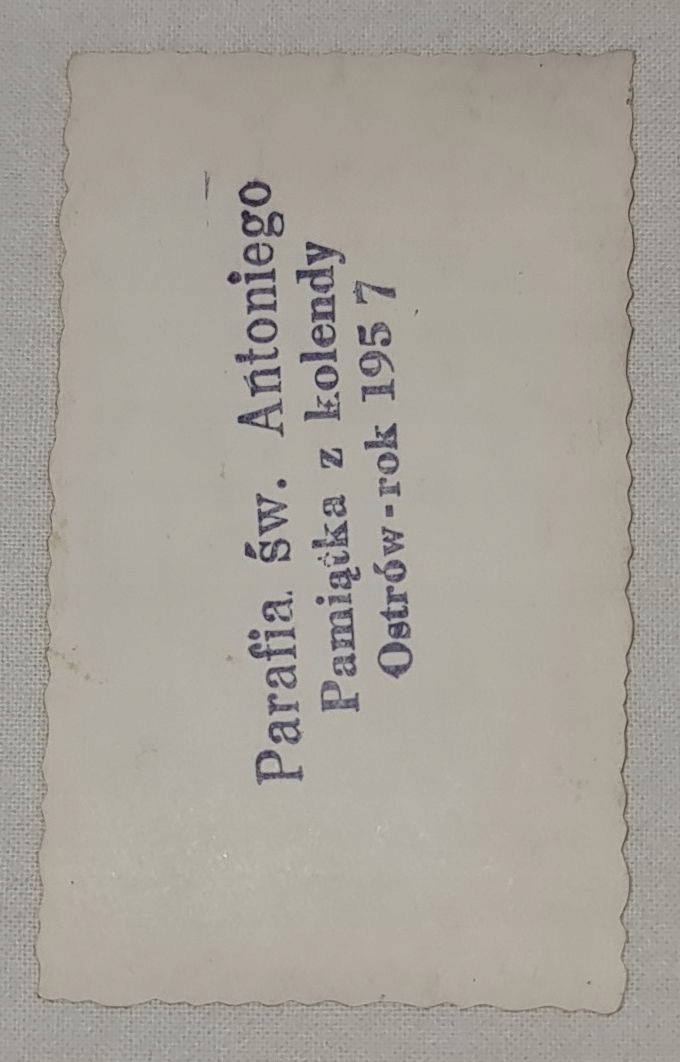 Parafia św. Antoniego
Pamiątka z kolendy
Ostrów-rok 1957